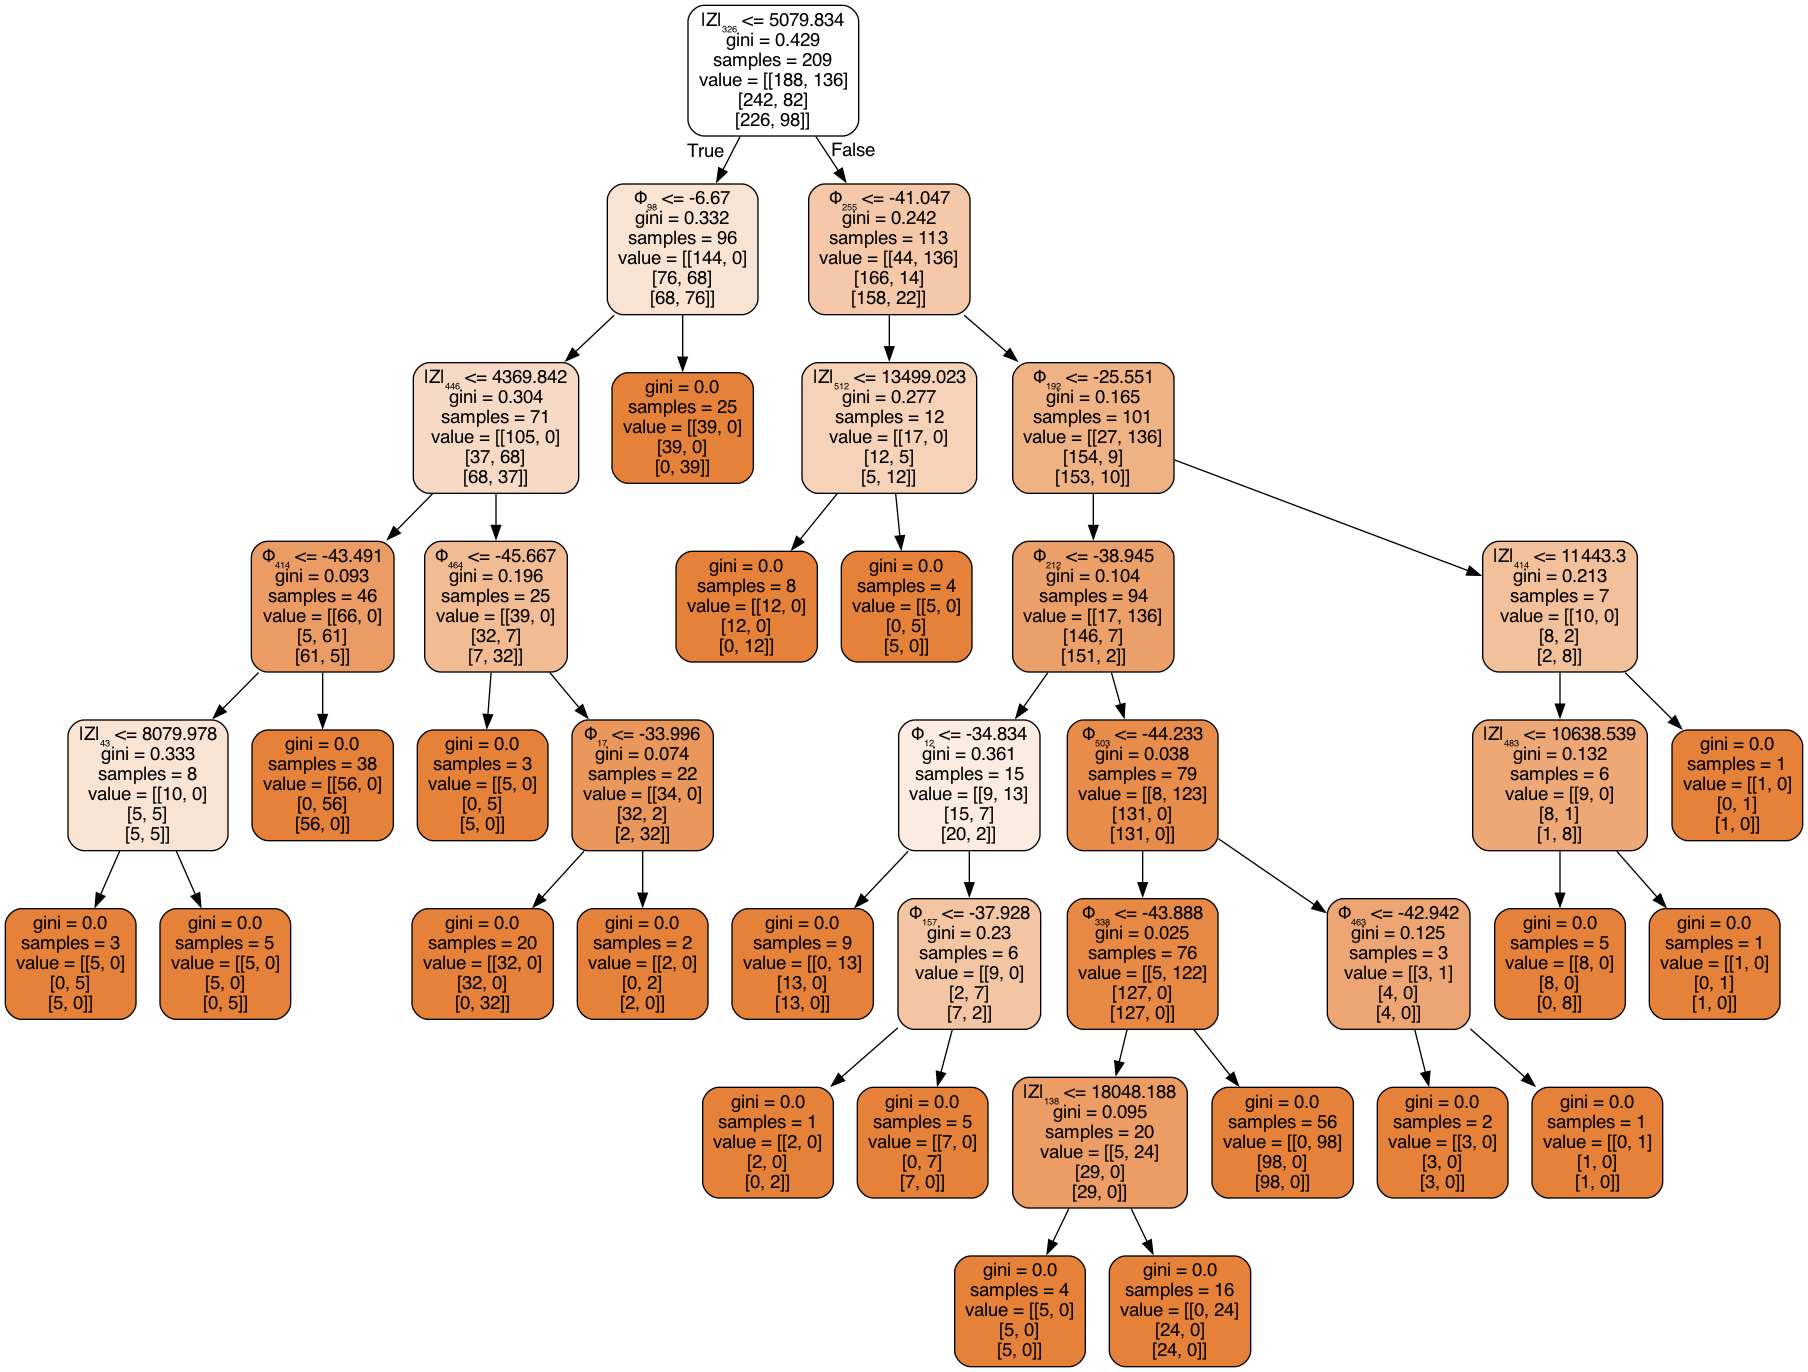 |Z|₃₂₆ <= 5079.834
gini = 0.429
samples = 209
value = [[188, 136]
[242, 82]
[226, 98]]
True
False
Φ₉₈ <= -6.67
gini = 0.332
samples = 96
value = [[144, 0]
[76, 68]
[68, 76]]
Φ₂₅₅ <= -41.047
gini = 0.242
samples = 113
value = [[44, 136]
[166, 14]
[158, 22]]
|Z|₄₄₆ <= 4369.842
gini = 0.304
samples = 71
value = [[105, 0]
[37, 68]
[68, 37]]
gini = 0.0
samples = 25
value = [[39, 0]
[39, 0]
[0, 39]]
|Z|₅₁₂ <= 13499.023
gini = 0.277
samples = 12
value = [[17, 0]
[12, 5]
[5, 12]]
Φ₁₉₂ <= -25.551
gini = 0.165
samples = 101
value = [[27, 136]
[154, 9]
[153, 10]]
Φ₄₁₄ <= -43.491
gini = 0.093
samples = 46
value = [[66, 0]
[5, 61]
[61, 5]]
Φ₄₆₄ <= -45.667
gini = 0.196
samples = 25
value = [[39, 0]
[32, 7]
[7, 32]]
gini = 0.0
samples = 8
value = [[12, 0]
[12, 0]
[0, 12]]
gini = 0.0
samples = 4
value = [[5, 0]
[0, 5]
[5, 0]]
Φ₂₁₂ <= -38.945
gini = 0.104
samples = 94
value = [[17, 136]
[146, 7]
[151, 2]]
|Z|₄₁₄ <= 11443.3
gini = 0.213
samples = 7
value = [[10, 0]
[8, 2]
[2, 8]]
|Z|₄₃ <= 8079.978
gini = 0.333
samples = 8
value = [[10, 0]
[5, 5]
[5, 5]]
gini = 0.0
samples = 38
value = [[56, 0]
[0, 56]
[56, 0]]
gini = 0.0
samples = 3
value = [[5, 0]
[0, 5]
[5, 0]]
Φ₁₇ <= -33.996
gini = 0.074
samples = 22
value = [[34, 0]
[32, 2]
[2, 32]]
Φ₁₂ <= -34.834
gini = 0.361
samples = 15
value = [[9, 13]
[15, 7]
[20, 2]]
Φ₅₀₃ <= -44.233
gini = 0.038
samples = 79
value = [[8, 123]
[131, 0]
[131, 0]]
|Z|₄₈₃ <= 10638.539
gini = 0.132
samples = 6
value = [[9, 0]
[8, 1]
[1, 8]]
gini = 0.0
samples = 1
value = [[1, 0]
[0, 1]
[1, 0]]
gini = 0.0
samples = 3
value = [[5, 0]
[0, 5]
[5, 0]]
gini = 0.0
samples = 5
value = [[5, 0]
[5, 0]
[0, 5]]
gini = 0.0
samples = 20
value = [[32, 0]
[32, 0]
[0, 32]]
gini = 0.0
samples = 2
value = [[2, 0]
[0, 2]
[2, 0]]
gini = 0.0
samples = 9
value = [[0, 13]
[13, 0]
[13, 0]]
Φ₁₅₇ <= -37.928
gini = 0.23
samples = 6
value = [[9, 0]
[2, 7]
[7, 2]]
Φ₃₃₈ <= -43.888
gini = 0.025
samples = 76
value = [[5, 122]
[127, 0]
[127, 0]]
Φ₄₆₃ <= -42.942
gini = 0.125
samples = 3
value = [[3, 1]
[4, 0]
[4, 0]]
gini = 0.0
samples = 5
value = [[8, 0]
[8, 0]
[0, 8]]
gini = 0.0
samples = 1
value = [[1, 0]
[0, 1]
[1, 0]]
gini = 0.0
samples = 1
value = [[2, 0]
[2, 0]
[0, 2]]
gini = 0.0
samples = 5
value = [[7, 0]
[0, 7]
[7, 0]]
|Z|₁₃₈ <= 18048.188
gini = 0.095
samples = 20
value = [[5, 24]
[29, 0]
[29, 0]]
gini = 0.0
samples = 56
value = [[0, 98]
[98, 0]
[98, 0]]
gini = 0.0
samples = 2
value = [[3, 0]
[3, 0]
[3, 0]]
gini = 0.0
samples = 1
value = [[0, 1]
[1, 0]
[1, 0]]
gini = 0.0
samples = 4
value = [[5, 0]
[5, 0]
[5, 0]]
gini = 0.0
samples = 16
value = [[0, 24]
[24, 0]
[24, 0]]